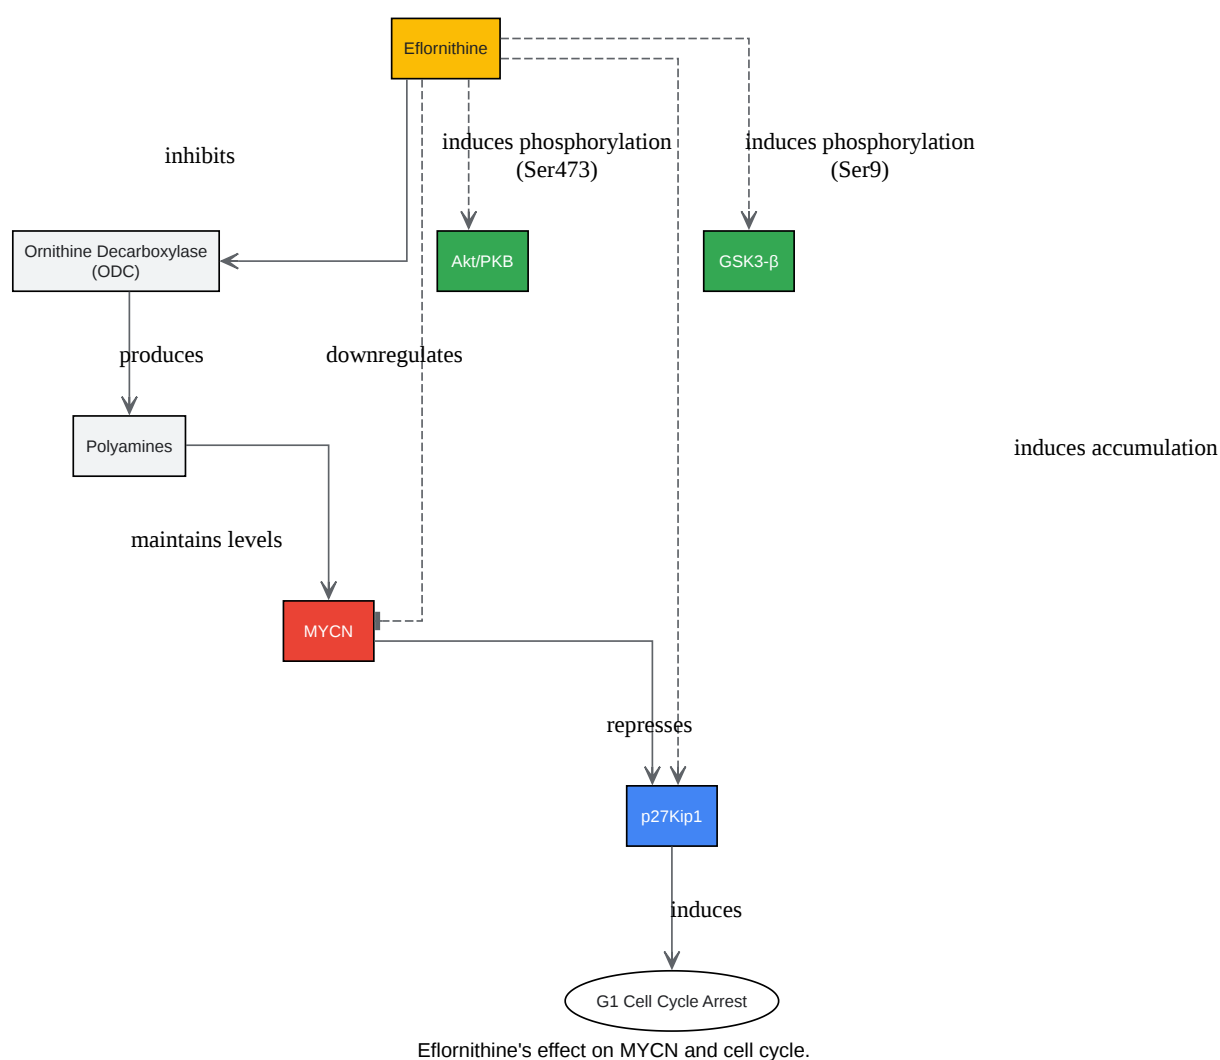 Eflornithine
inhibits
induces phosphorylation
(Ser473)
induces phosphorylation
(Ser9)
Ornithine Decarboxylase
(ODC)
Akt/PKB
GSK3-β
produces
downregulates
Polyamines
induces accumulation
maintains levels
MYCN
represses
p27Kip1
induces
G1 Cell Cycle Arrest
Eflornithine's effect on MYCN and cell cycle.